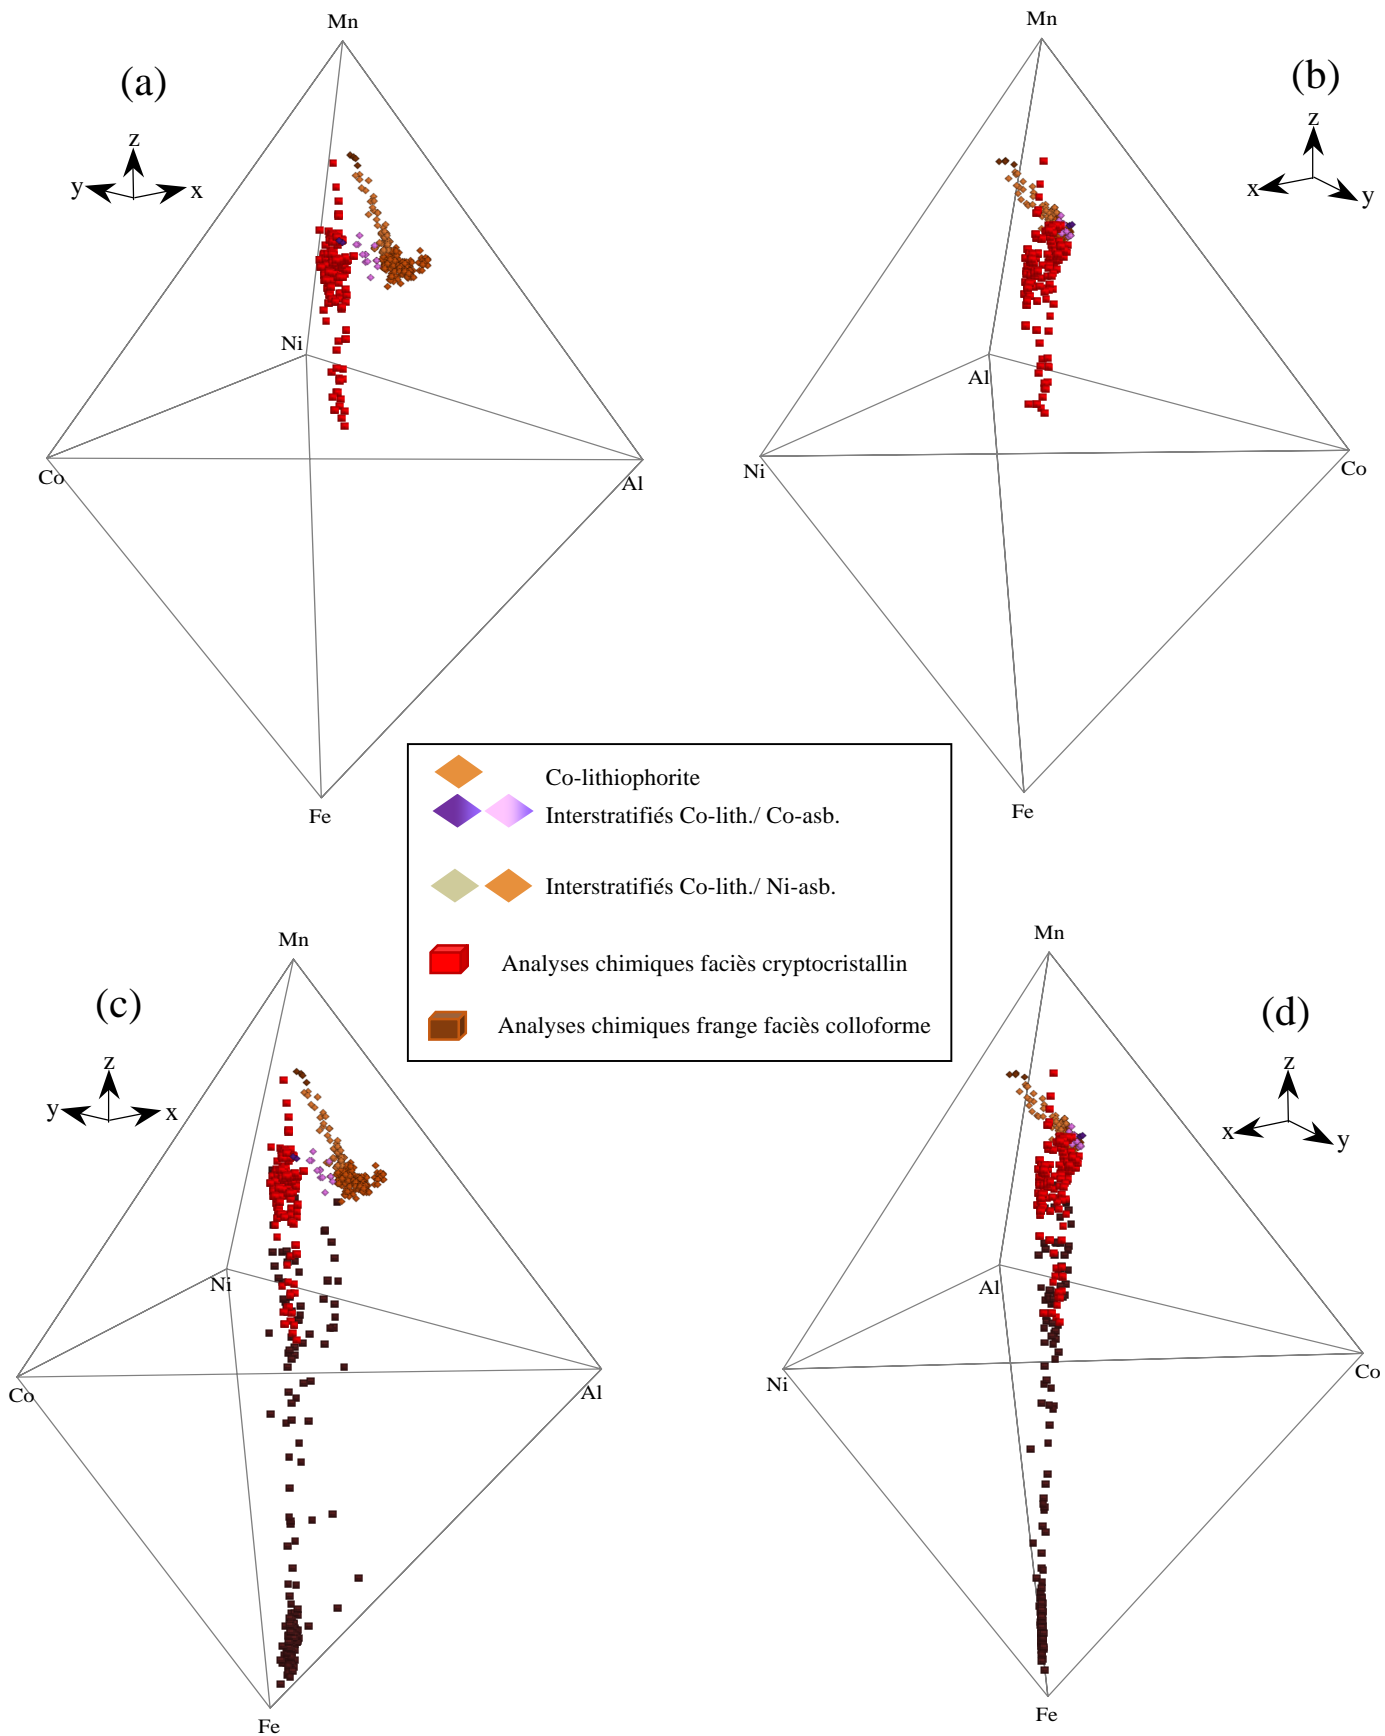 Mn
(a)
z
y
x
Ni
Co
Al
Fe
Mn
(b)
z
x
y
Al
Ni
Co
Fe
Co-lithiophorite
Interstratifiés Co-lith./ Co-asb.
Interstratifiés Co-lith./ Ni-asb.
Analyses chimiques faciès cryptocristallin
Analyses chimiques frange faciès colloforme
Mn
(c)
z
y
x
Ni
Co
Al
Fe
Mn
(d)
z
x
y
Al
Ni
Co
Fe